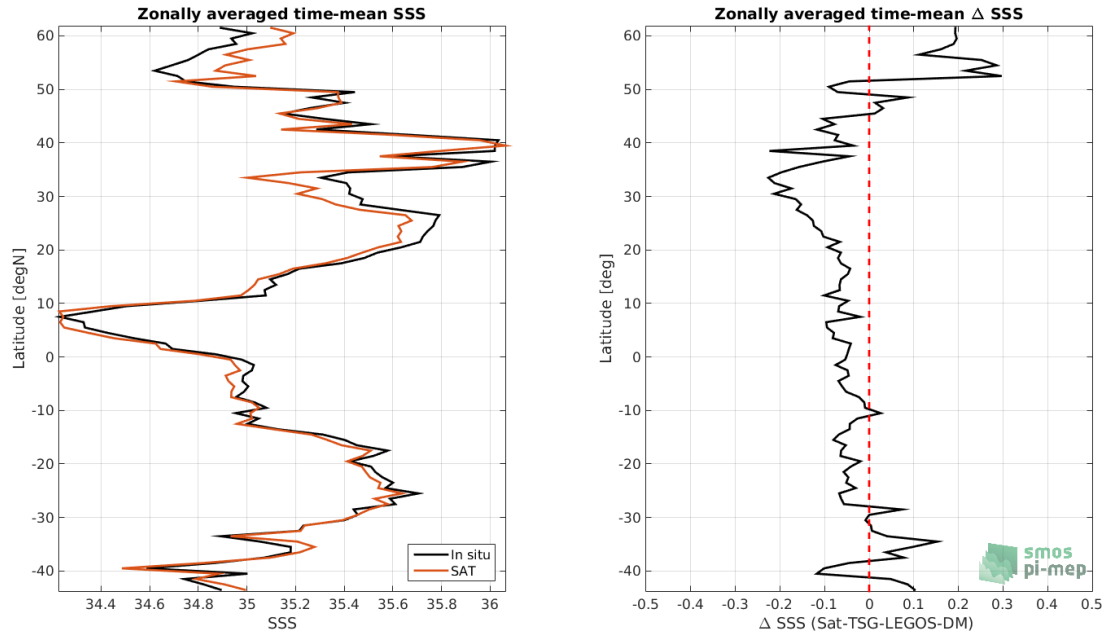 Zonally averaged time-mean SSS
60
50
40
30
20
10
0
-10
-20
-30
-40
Latitude [degN]
34.4 34.6 34.8 35 35.2 35.4 35.6 35.8 36
SSS
In situ
SAT
Zonally averaged time-mean Δ SSS
60
50
40
30
20
10
0
-10
-20
-30
-40
Latitude [deg]
-0.5 -0.4 -0.3 -0.2 -0.1 0 0.1 0.2 0.3 0.4 0.5
Δ SSS (Sat-TSG-LEGOS-DM)
smos
pi-mep